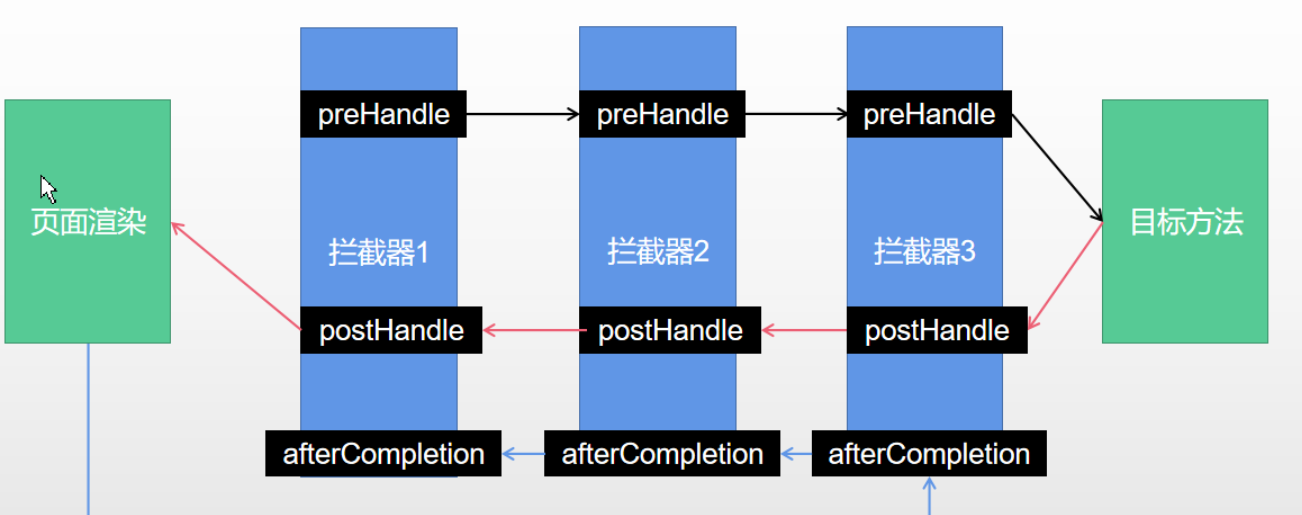 preHandle
preHandle
preHandle
页面渲染
拦截器1
拦截器2
拦截器3
目标方法
postHandle
postHandle
postHandle
afterCompletion
afterCompletion
afterCompletion